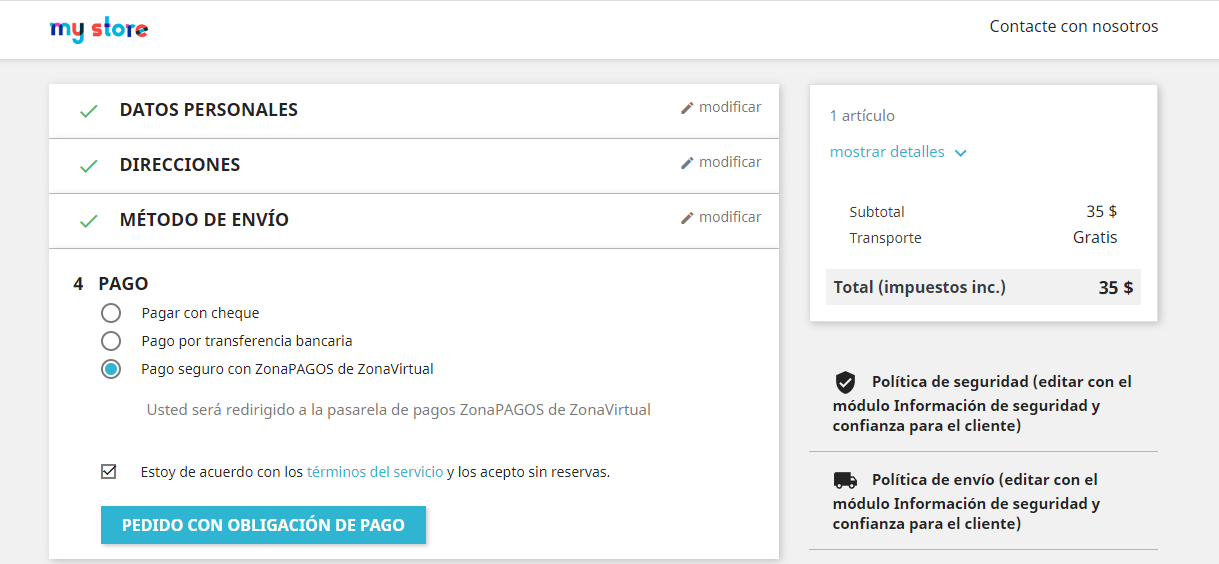 my store
Contacte con nosotros
DATOS PERSONALES
modificar
DIRECCIONES
modificar
MÉTODO DE ENVÍO
modificar
4 PAGO
Pagar con cheque
Pago por transferencia bancaria
Pago seguro con ZonaPAGOS de ZonaVirtual
Usted será redirigido a la pasarela de pagos ZonaPAGOS de ZonaVirtual
Estoy de acuerdo con los términos del servicio y los acepto sin reservas.
PEDIDO CON OBLIGACIÓN DE PAGO
1 artículo
mostrar detalles
Subtotal 35 $
Transporte Gratis
Total (impuestos inc.) 35 $
Política de seguridad (editar con el
módulo Información de seguridad y
confianza para el cliente)
Política de envío (editar con el
módulo Información de seguridad y
confianza para el cliente)